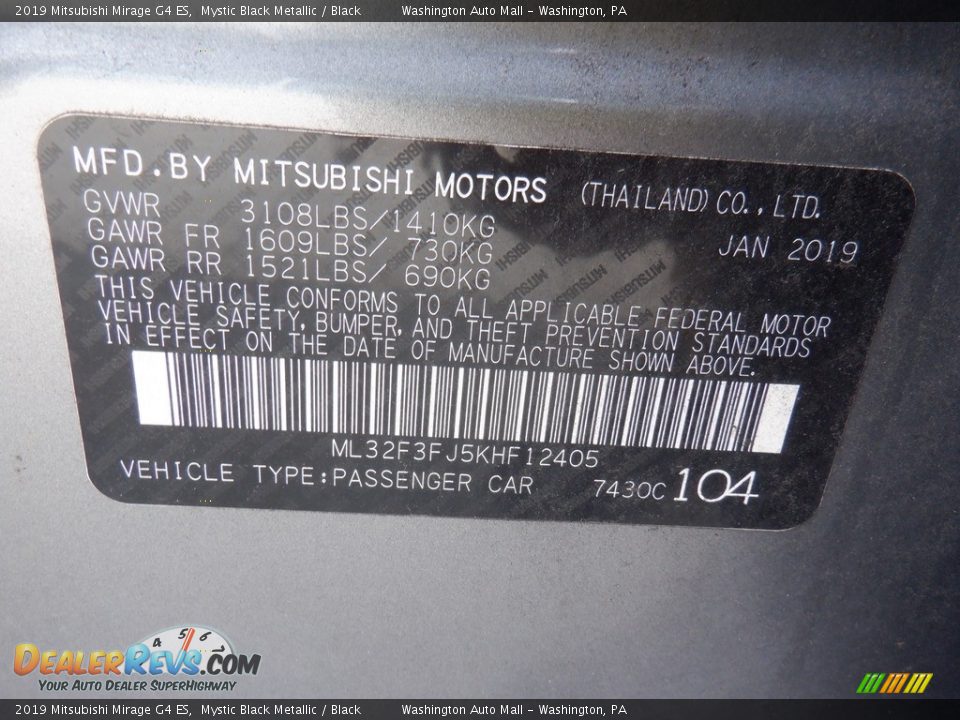 2019 Mitsubishi Mirage G4 ES, Mystic Black Metallic / Black Washington Auto Mall - Washington, PA
MFD.BY MITSUBISHI MOTORS (THAILAND) CO., LTD.
GVWR 3108LBS/1410KG
GAWR FR 1609LBS/ 730KG JAN 2019
GAWR RR 1521LBS/ 690KG
THIS VEHICLE CONFORMS TO ALL APPLICABLE FEDERAL MOTOR
VEHICLE SAFETY, BUMPER, AND THEFT PREVENTION STANDARDS
IN EFFECT ON THE DATE OF MANUFACTURE SHOWN ABOVE.
ML32F3FJ5KHF12405
VEHICLE TYPE:PASSENGER CAR 7430C 104
4 5 6
DEALERREVS.COM
YOUR AUTO DEALER SUPERHIGHWAY
2019 Mitsubishi Mirage G4 ES, Mystic Black Metallic / Black Washington Auto Mall - Washington, PA